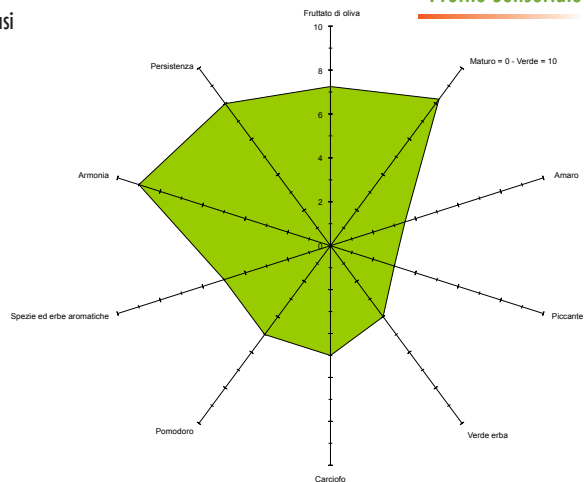 Profilo Sensoriale
Fruttato di oliva
10
8
6
4
2
0
Maturo = 0 - Verde = 10
Persistenza
Armonia
Amaro
Spezie ed erbe aromatiche
Piccante
Pomodoro
Verde erba
Carciofo